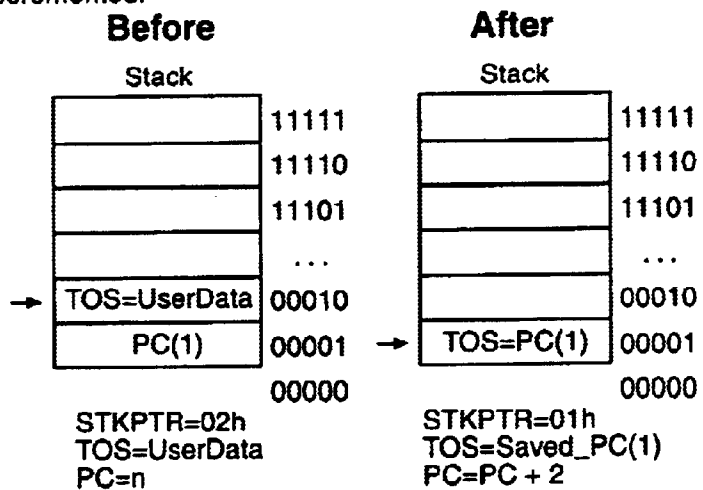 Before
Stack
11111
11110
11101
...
→ TOS=UserData 00010
PC(1) 00001
00000
STKPTR=02h
TOS=UserData
PC=n
After
Stack
11111
11110
11101
...
00010
→ TOS=PC(1) 00001
00000
STKPTR=01h
TOS=Saved_PC(1)
PC=PC + 2